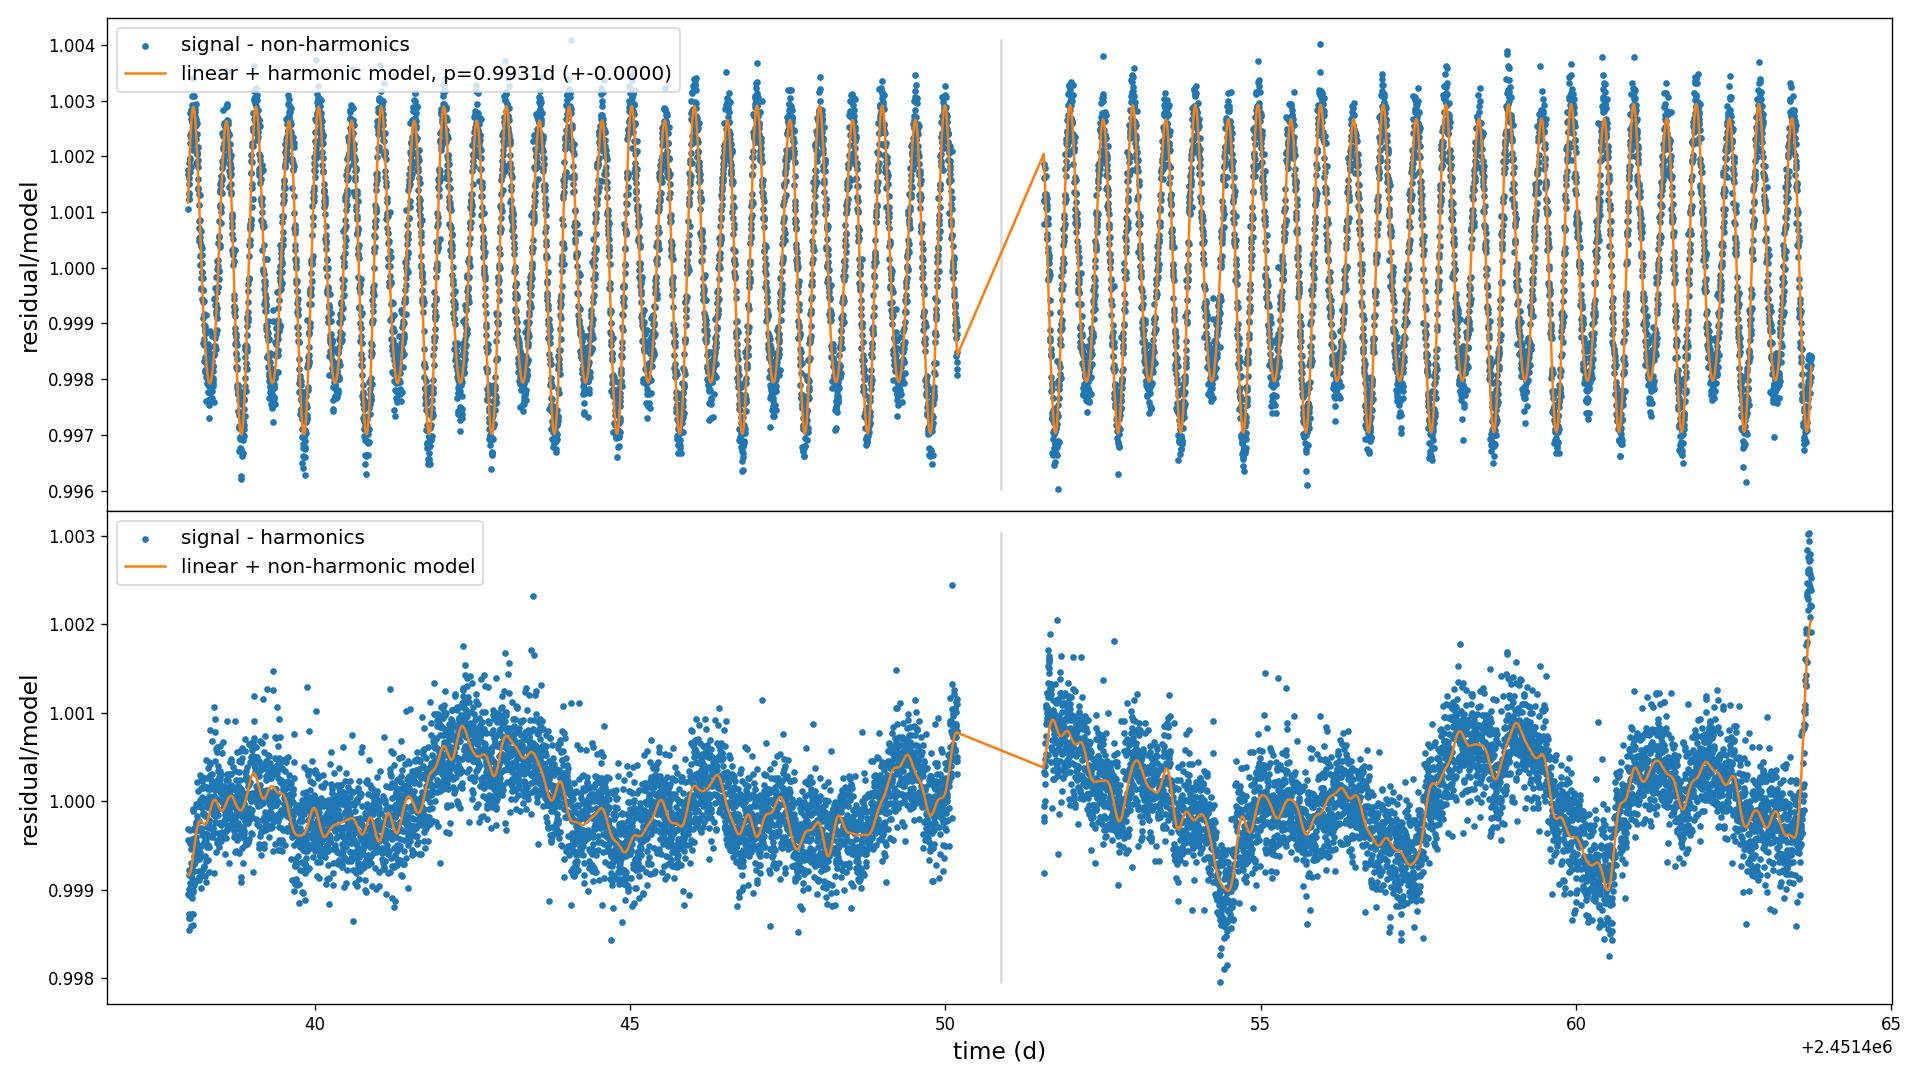 signal - non-harmonics
linear + harmonic model, p=0.9931d (+-0.0000)
1.004
1.003
1.002
1.001
1.000
0.999
0.998
0.997
0.996
residual/model
signal - harmonics
linear + non-harmonic model
1.003
1.002
1.001
1.000
0.999
0.998
residual/model
40 45 50 55 60 65
time (d)
+2.4514e6